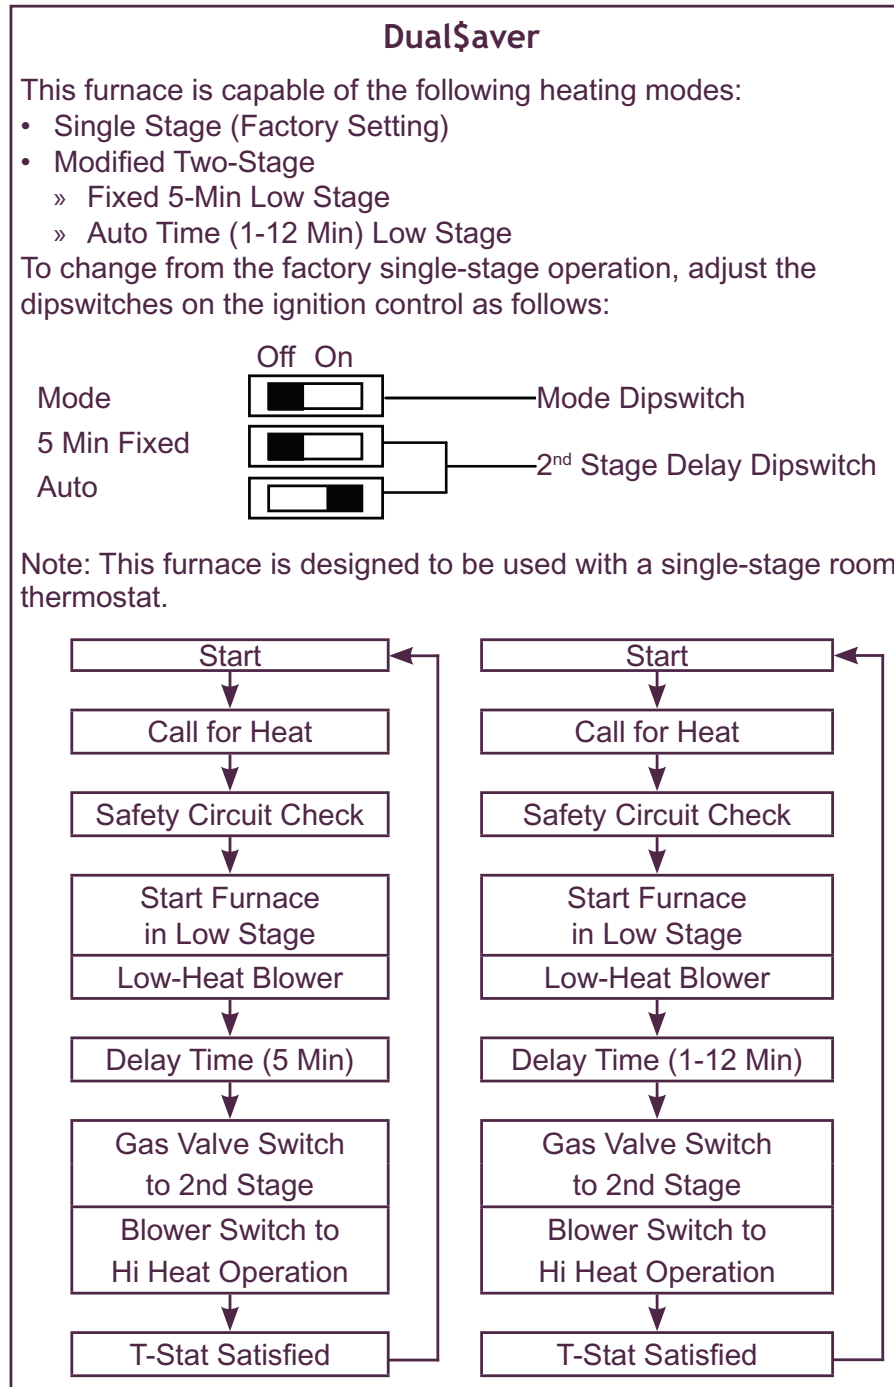 Dual$aver
This furnace is capable of the following heating modes:
• Single Stage (Factory Setting)
• Modified Two-Stage
» Fixed 5-Min Low Stage
» Auto Time (1-12 Min) Low Stage
To change from the factory single-stage operation, adjust the
dipswitches on the ignition control as follows:
Off On
Mode
Mode Dipswitch
5 Min Fixed
Auto
2nd Stage Delay Dipswitch
Note: This furnace is designed to be used with a single-stage room
thermostat.
Start
Call for Heat
Safety Circuit Check
Start Furnace
in Low Stage
Low-Heat Blower
Delay Time (5 Min)
Gas Valve Switch
to 2nd Stage
Blower Switch to
Hi Heat Operation
T-Stat Satisfied
Start
Call for Heat
Safety Circuit Check
Start Furnace
in Low Stage
Low-Heat Blower
Delay Time (1-12 Min)
Gas Valve Switch
to 2nd Stage
Blower Switch to
Hi Heat Operation
T-Stat Satisfied